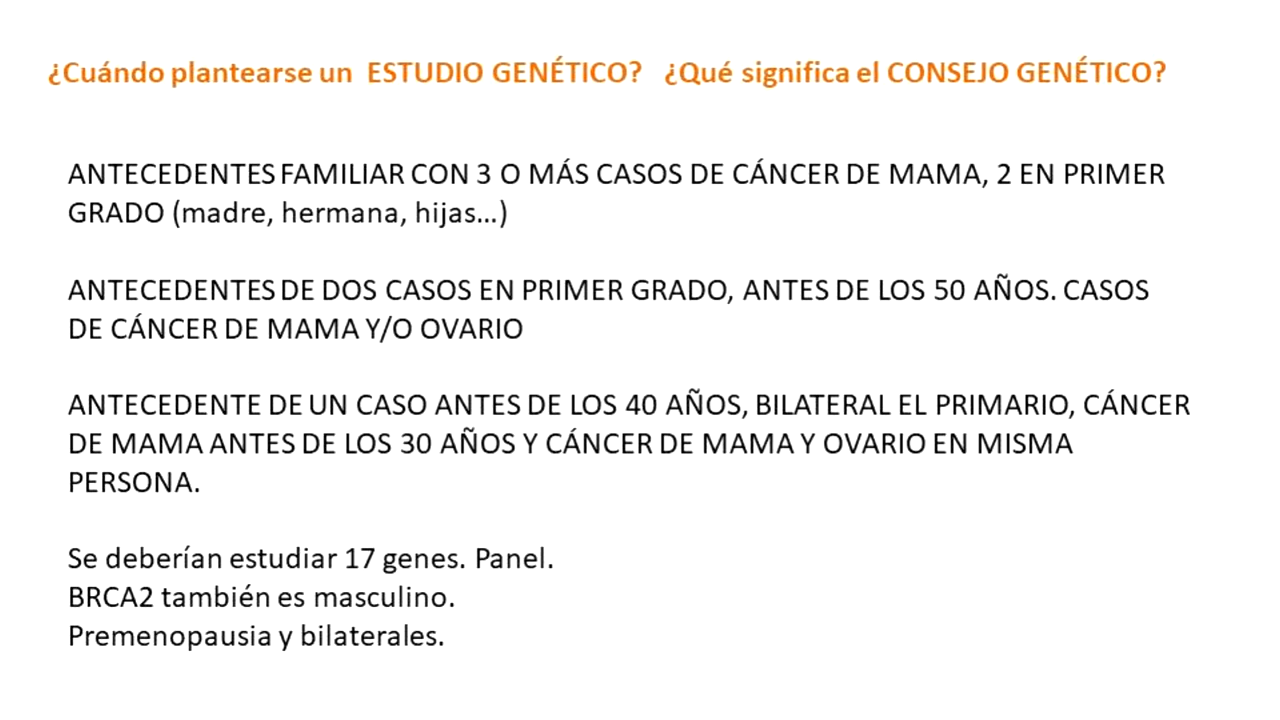 ¿Cuándo plantearse un ESTUDIO GENÉTICO? ¿Qué significa el CONSEJO GENÉTICO?
ANTECEDENTES FAMILIAR CON 3 O MÁS CASOS DE CÁNCER DE MAMA, 2 EN PRIMER
GRADO (madre, hermana, hijas...)
ANTECEDENTES DE DOS CASOS EN PRIMER GRADO, ANTES DE LOS 50 AÑOS. CASOS
DE CÁNCER DE MAMA Y/O OVARIO
ANTECEDENTE DE UN CASO ANTES DE LOS 40 AÑOS, BILATERAL EL PRIMARIO, CÁNCER
DE MAMA ANTES DE LOS 30 AÑOS Y CÁNCER DE MAMA Y OVARIO EN MISMA
PERSONA.
Se deberían estudiar 17 genes. Panel.
BRCA2 también es masculino.
Premenopausia y bilaterales.